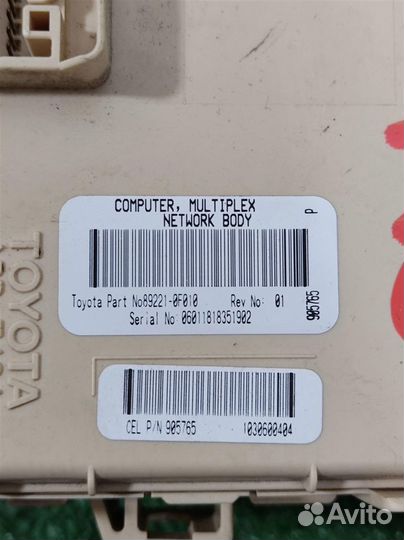 COMPUTER, MULTIPLEX
NETWORK BODY
P
Toyota Part No89221-0F010 Rev No: 01
Serial No 06011818351902
905765
CEL P/N 905765 1030600404
TOYOTA
Avito